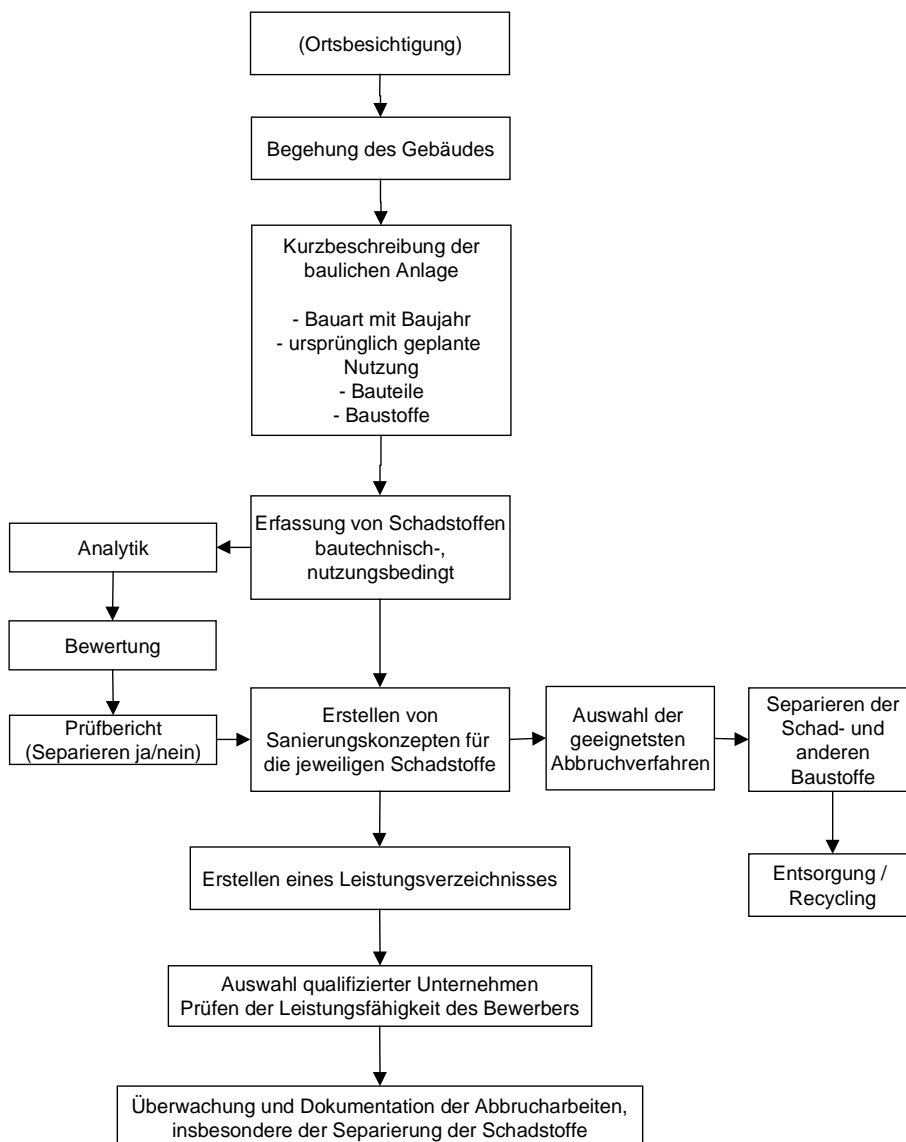 (Ortsbesichtigung)
Begehung des Gebäudes
Kurzbeschreibung der
baulichen Anlage
- Bauart mit Baujahr
- ursprünglich geplante
Nutzung
- Bauteile
- Baustoffe
Erfassung von Schadstoffen
bautechnisch-,
nutzungsbedingt
Analytik
Bewertung
Prüfbericht
(Separieren ja/nein)
Erstellen von
Sanierungskonzepten für
die jeweiligen Schadstoffe
Auswahl der
geeignetsten
Abbruchverfahren
Separieren der
Schad- und
anderen
Baustoffe
Entsorgung /
Recycling
Erstellen eines Leistungsverzeichnisses
Auswahl qualifizierter Unternehmen
Prüfen der Leistungsfähigkeit des Bewerbers
Überwachung und Dokumentation der Abbrucharbeiten,
insbesondere der Separierung der Schadstoffe